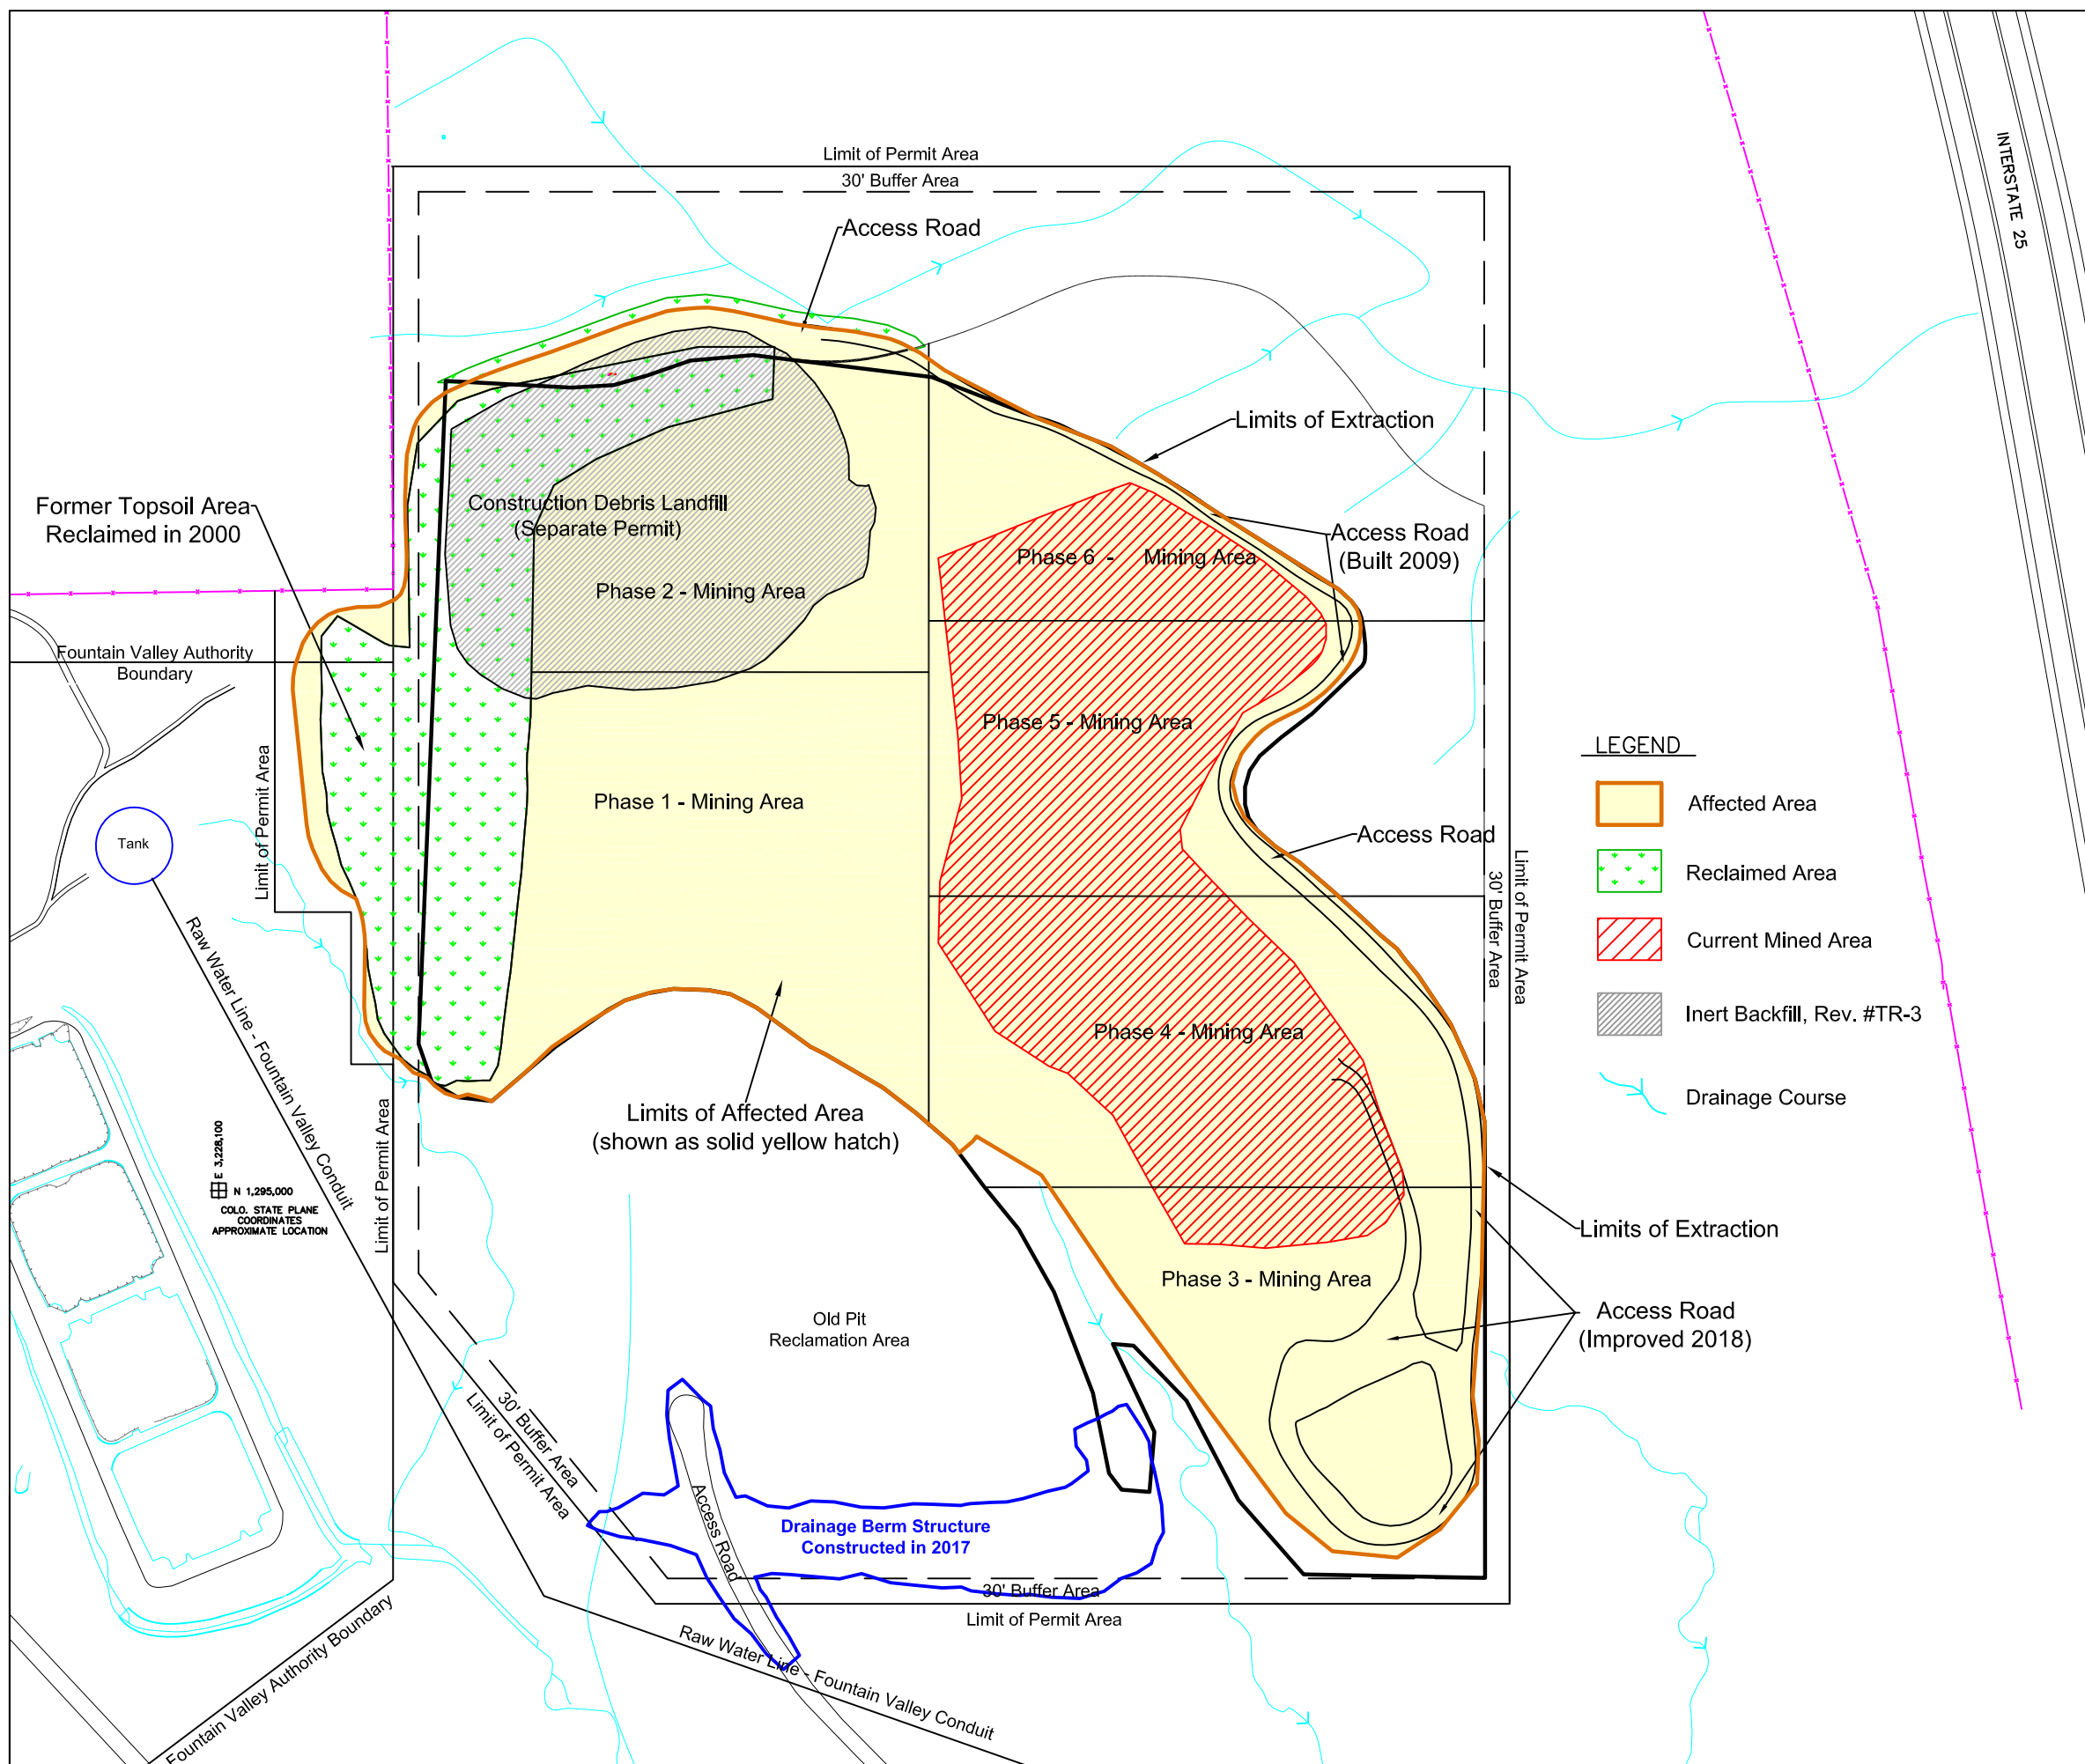 Limit of Permit Area
30' Buffer Area
INTERSTATE 25
Access Road
Limits of Extraction
Former Topsoil Area
Reclaimed in 2000
Construction Debris Landfill
(Separate Permit)
Access Road
(Built 2009)
Phase 6 - Mining Area
Phase 2 - Mining Area
Fountain Valley Authority
Boundary
Phase 5 - Mining Area
LEGEND
Affected Area
Reclaimed Area
Current Mined Area
Inert Backfill, Rev. #TR-3
Drainage Course
Limit of Permit Area
Phase 1 - Mining Area
Tank
Access Road
Limit of Permit Area
30' Buffer Area
Raw Water Line - Fountain Valley Conduit
Phase 4 - Mining Area
Limits of Affected Area
(shown as solid yellow hatch)
E 3,228,100
N 1,295,000
COLO. STATE PLANE
COORDINATES
APPROXIMATE LOCATION
Limit of Permit Area
Limits of Extraction
Phase 3 - Mining Area
Access Road
(Improved 2018)
Old Pit
Reclamation Area
30' Buffer Area
Limit of Permit Area
Access Road
Drainage Berm Structure
Constructed in 2017
30' Buffer Area
Limit of Permit Area
Raw Water Line - Fountain Valley Conduit
Fountain Valley Authority Boundary